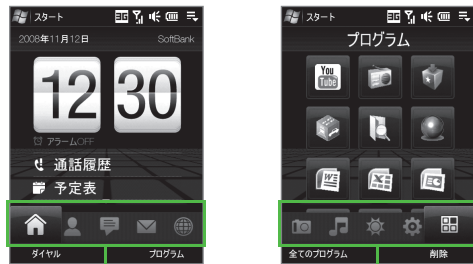 スタート
2008年11月12日 SoftBank
12 30
アラームOFF
通話履歴
予定表
ダイヤル プログラム
スタート
プログラム
You Tube
全てのプログラム 削除